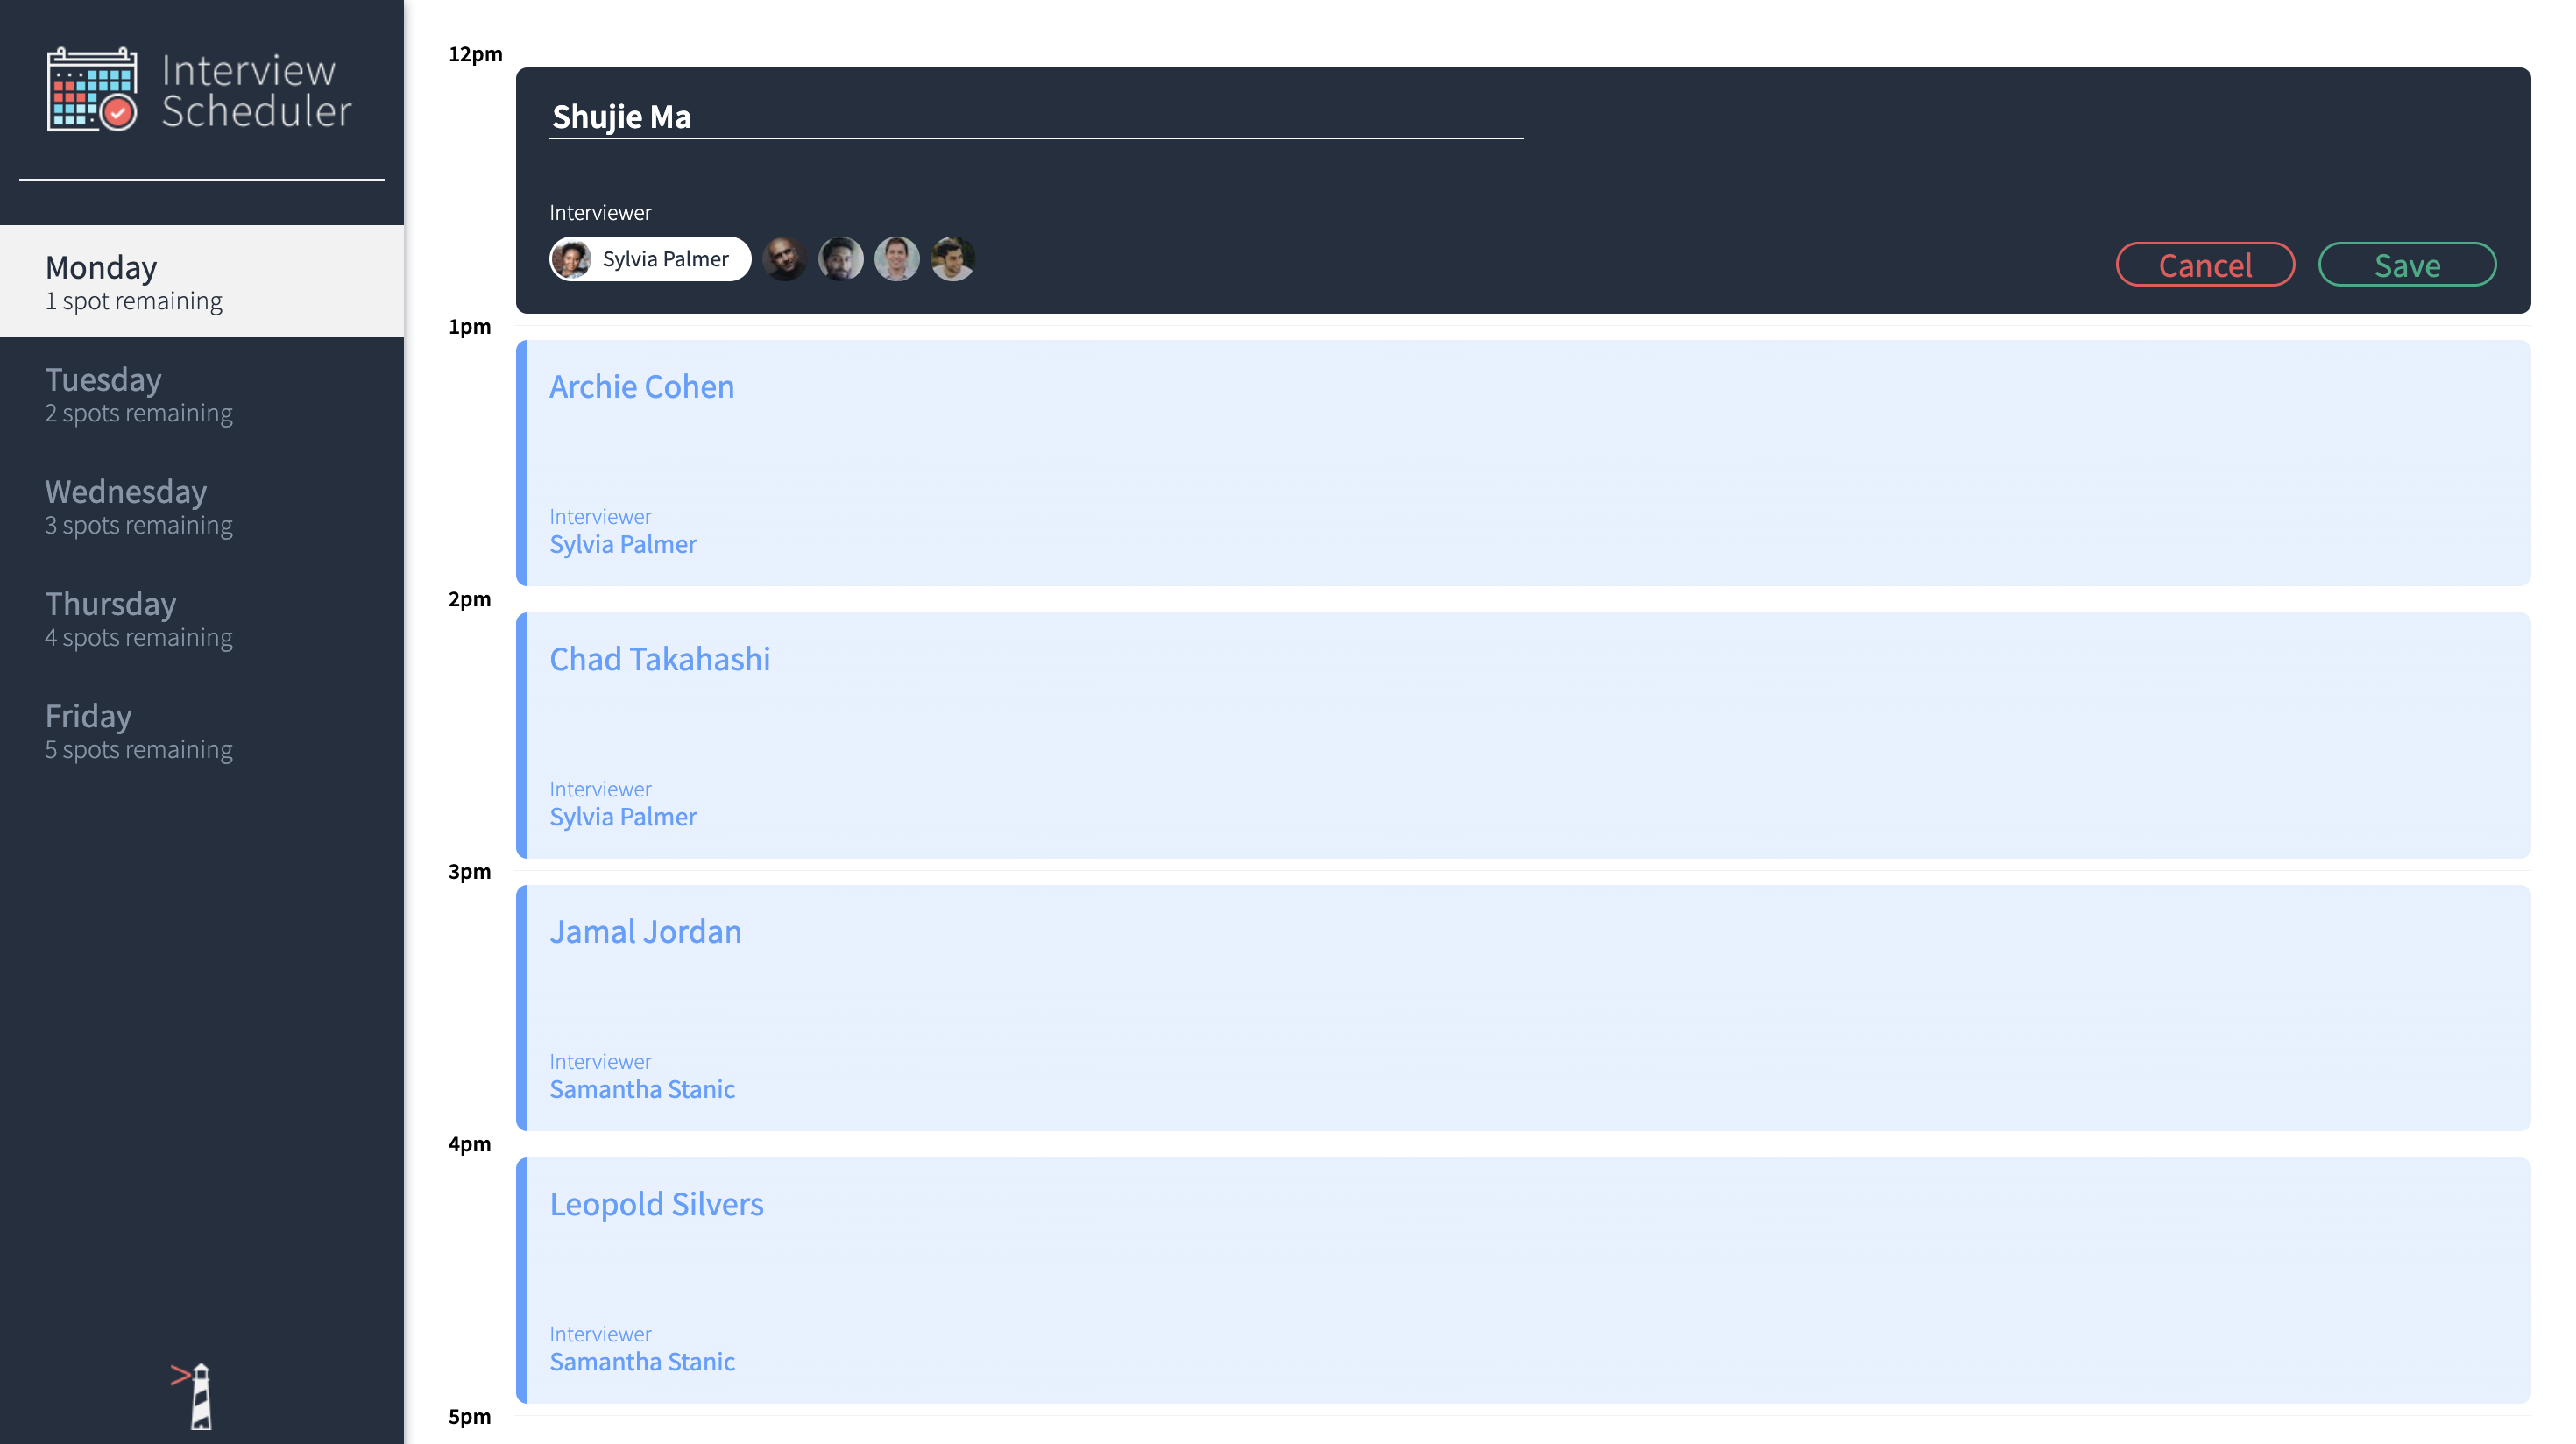 Interview
Scheduler
Monday
1 spot remaining
Tuesday
2 spots remaining
Wednesday
3 spots remaining
Thursday
4 spots remaining
Friday
5 spots remaining
12pm
Shujie Ma
Interviewer
Sylvia Palmer
Cancel
Save
1pm
Archie Cohen
Interviewer
Sylvia Palmer
2pm
Chad Takahashi
Interviewer
Sylvia Palmer
3pm
Jamal Jordan
Interviewer
Samantha Stanic
4pm
Leopold Silvers
Interviewer
Samantha Stanic
5pm